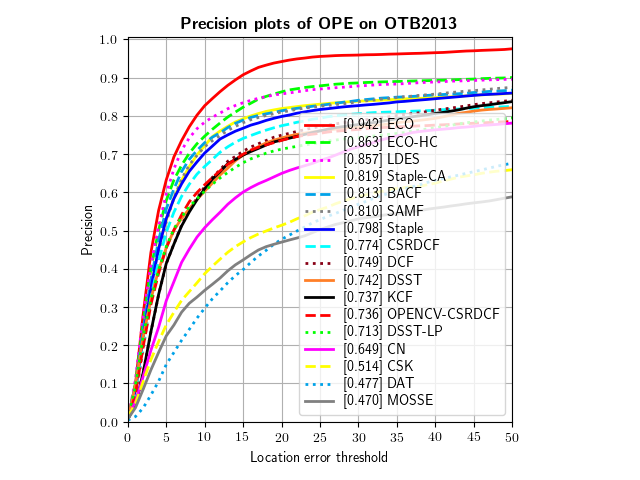 Precision plots of OPE on OTB2013
1.0
0.9
0.8
0.7
0.6
0.5
0.4
0.3
0.2
0.1
0.0
Precision
[0.942] ECO
[0.863] ECO-HC
[0.857] LDES
[0.819] Staple-CA
[0.813] BACF
[0.810] SAMF
[0.798] Staple
[0.774] CSRDCF
[0.749] DCF
[0.742] DSST
[0.737] KCF
[0.736] OPENCV-CSRDCF
[0.713] DSST-LP
[0.649] CN
[0.514] CSK
[0.477] DAT
[0.470] MOSSE
0 5 10 15 20 25 30 35 40 45 50
Location error threshold